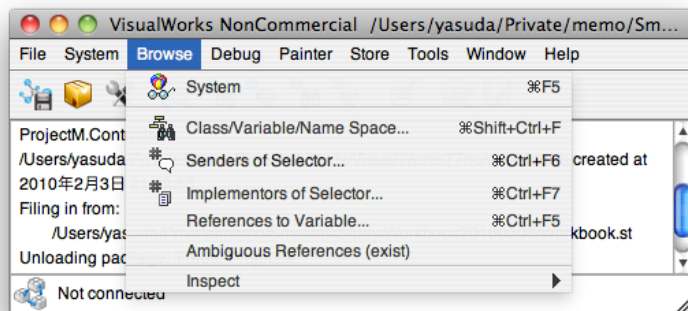 VisualWorks NonCommercial /Users/yasuda/Private/memo/Sm...
File System Browse Debug Painter Store Tools Window Help
System ⌘F5
Class/Variable/Name Space... ⌘Shift+Ctrl+F
Senders of Selector... ⌘Ctrl+F6
Implementors of Selector... ⌘Ctrl+F7
References to Variable... ⌘Ctrl+F5
Ambiguous References (exist)
Inspect
ProjectM.Cont
/Users/yasuda created at
2010年2月3日
Filing in from:
/Users/yas kbook.st
Unloading pac
Not connected